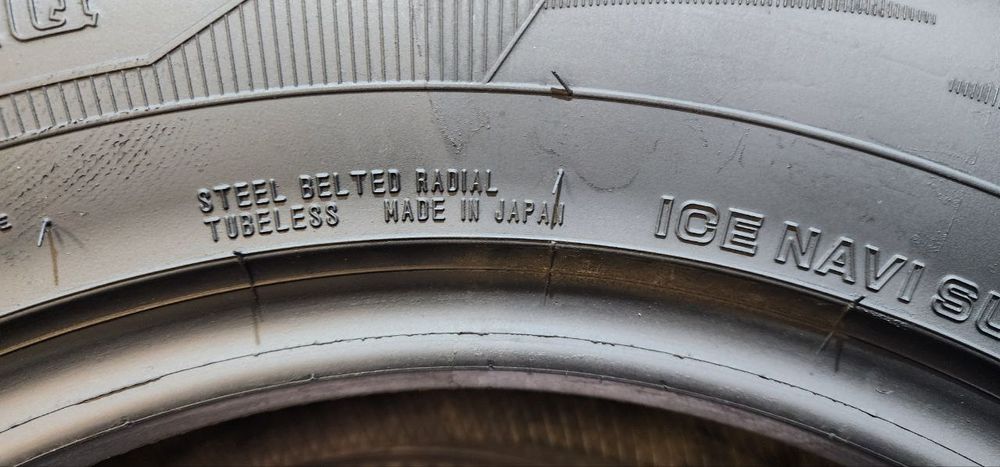 STEEL BELTED RADIAL
TUBELESS MADE IN JAPAN
ICE NAVI